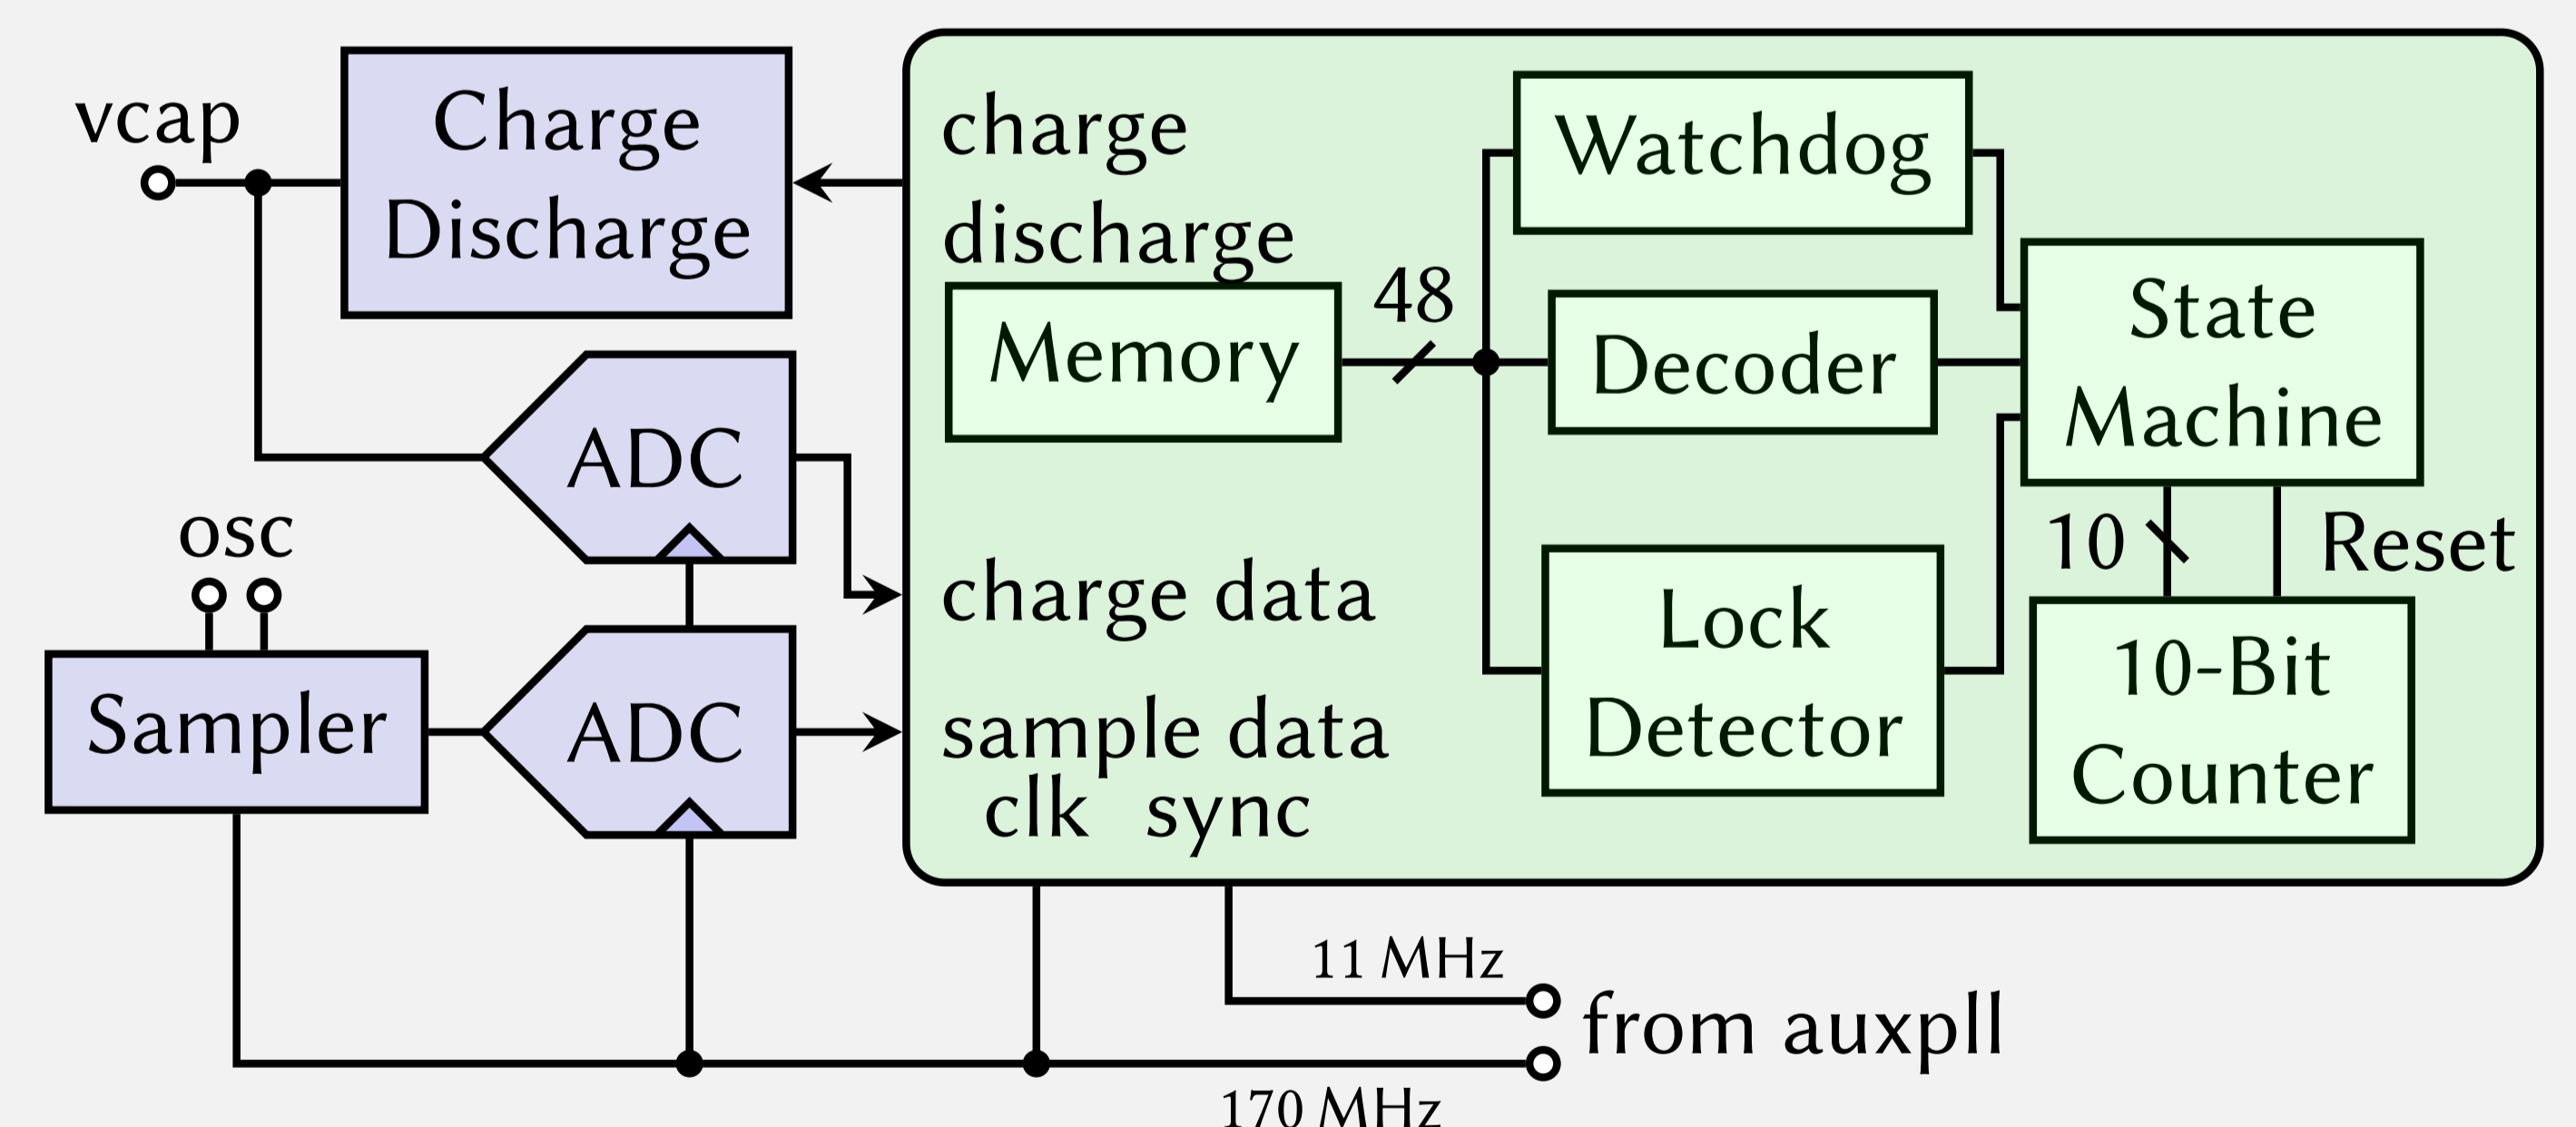 vcap
Charge
Discharge
charge
discharge
Watchdog
Memory
48
Decoder
State
Machine
ADC
osc
10
Reset
charge data
Lock
Detector
10-Bit
Counter
Sampler
ADC
sample data
clk sync
11 MHz
from auxpll
170 MHz